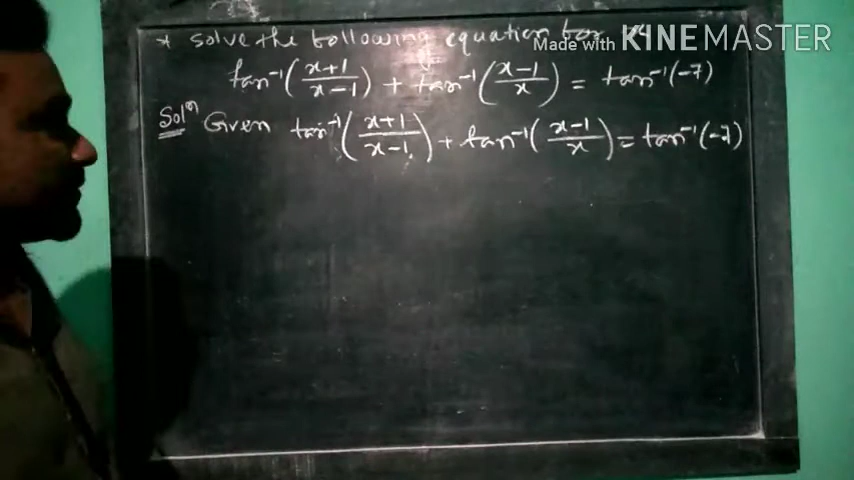 * solve the following equation for x
tan⁻¹(x+1/x-1) + tan⁻¹(x-1/x) = tan⁻¹(-7)
Solⁿ Given tan⁻¹(x+1/x-1) + tan⁻¹(x-1/x) = tan⁻¹(-7)
Made with KINEMASTER